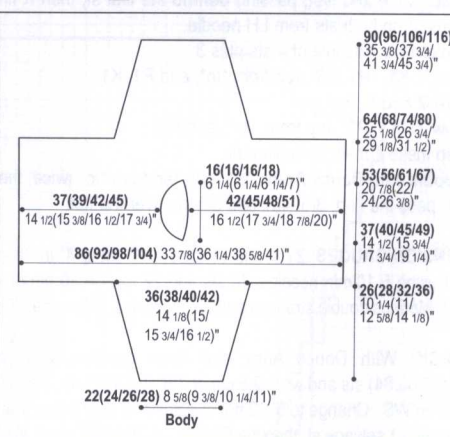 90(96/106/116)
35 3/8(37 3/4/
41 3/4/45 3/4)"
64(68/74/80)
25 1/8(26 3/4/
29 1/8/31 1/2)"
16(16/16/18)
6 1/4(6 1/4/6 1/4/7)"
53(56/61/67)
20 7/8(22/
24/26 3/8)"
37(39/42/45)
14 1/2(15 3/8/16 1/2/17 3/4)"
42(45/48/51)
16 1/2(17 3/4/18 7/8/20)"
37(40/45/49)
14 1/2(15 3/4/
17 3/4/19 1/4)"
86(92/98/104) 33 7/8(36 1/4/38 5/8/41)"
26(28/32/36)
10 1/4(11/
12 5/8/14 1/8)"
36(38/40/42)
14 1/8(15/
15 3/4/16 1/2)"
22(24/26/28) 8 5/8(9 3/8/10 1/4/11)"
Body